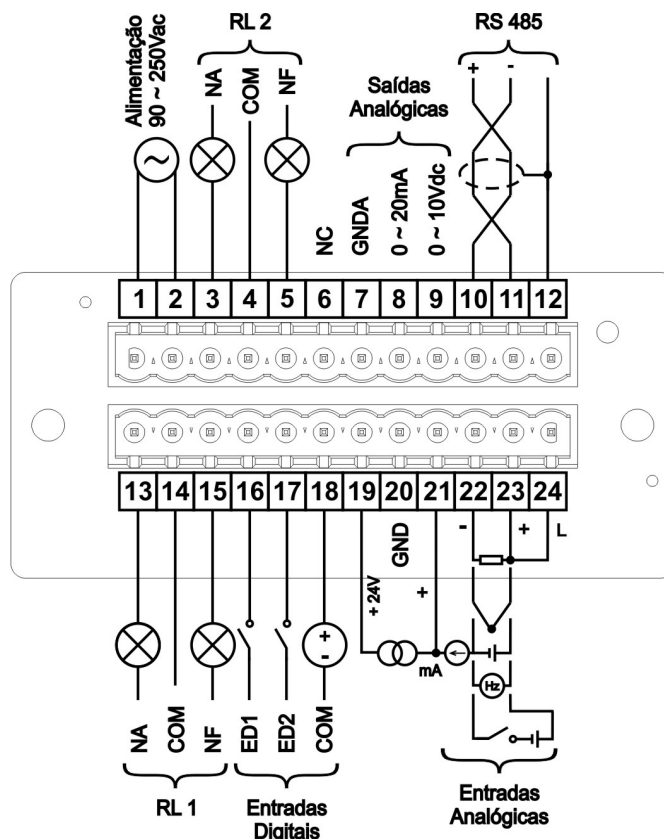 Alimentação
90 ~ 250Vac
RL 2
NA
COM
NF
NC
Saídas
Analógicas
GNDA
0 ~ 20mA
0 ~ 10Vdc
RS 485
+ -
1 2 3 4 5 6 7 8 9 10 11 12
13 14 15 16 17 18 19 20 21 22 23 24
- + L
GND
+ 24V
+
+
-
mA
Hz
NA
COM
NF
ED1
ED2
COM
RL 1
Entradas
Digitais
Entradas
Analógicas